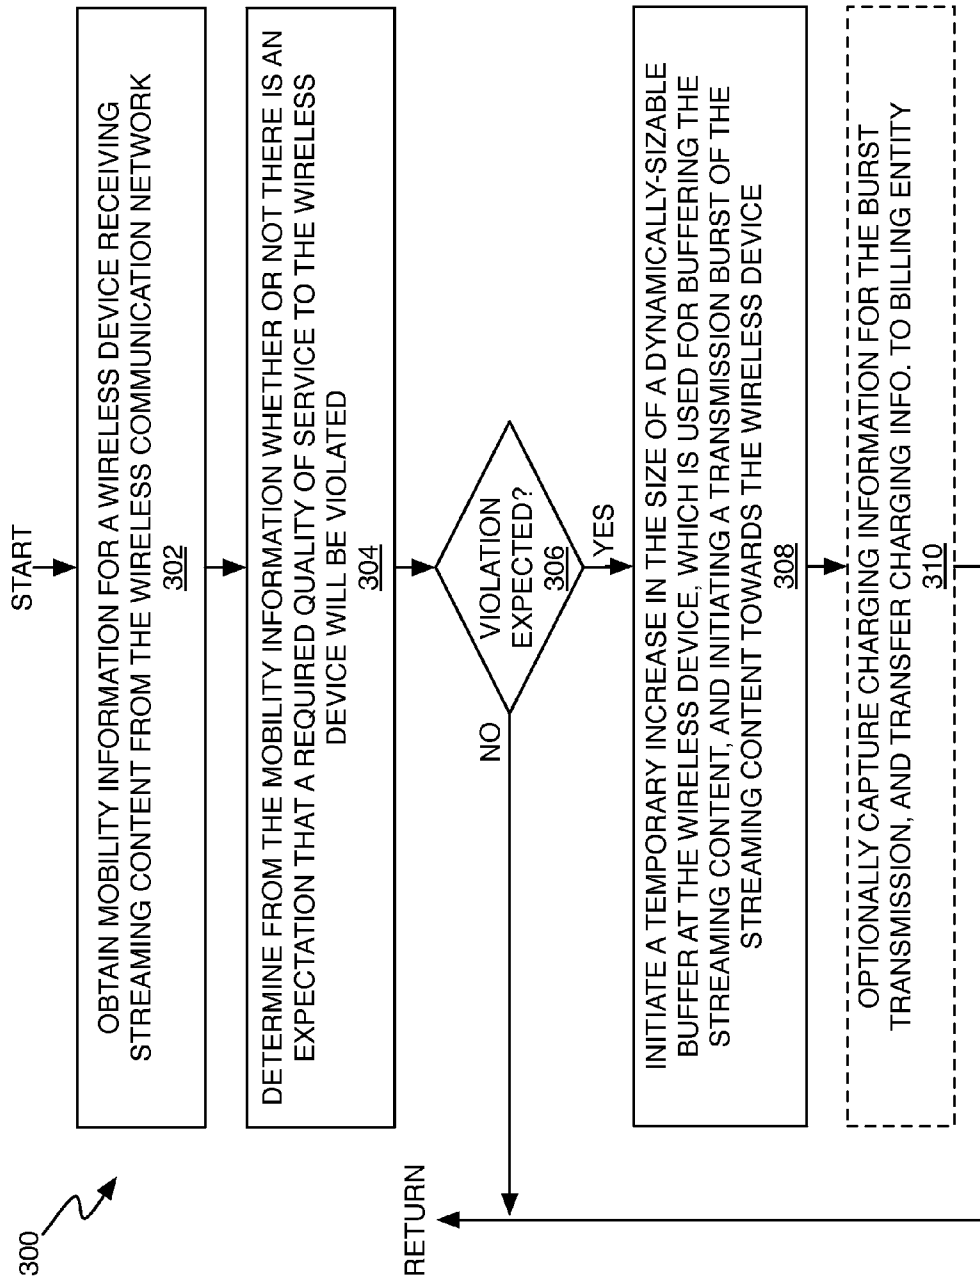 300
START
OBTAIN MOBILITY INFORMATION FOR A WIRELESS DEVICE RECEIVING
STREAMING CONTENT FROM THE WIRELESS COMMUNICATION NETWORK
302
DETERMINE FROM THE MOBILITY INFORMATION WHETHER OR NOT THERE IS AN
EXPECTATION THAT A REQUIRED QUALITY OF SERVICE TO THE WIRELESS
DEVICE WILL BE VIOLATED
304
VIOLATION
EXPECTED?
306
NO
YES
INITIATE A TEMPORARY INCREASE IN THE SIZE OF A DYNAMICALLY-SIZABLE
BUFFER AT THE WIRELESS DEVICE, WHICH IS USED FOR BUFFERING THE
STREAMING CONTENT, AND INITIATING A TRANSMISSION BURST OF THE
STREAMING CONTENT TOWARDS THE WIRELESS DEVICE
308
OPTIONALLY CAPTURE CHARGING INFORMATION FOR THE BURST
TRANSMISSION, AND TRANSFER CHARGING INFO. TO BILLING ENTITY
310
RETURN